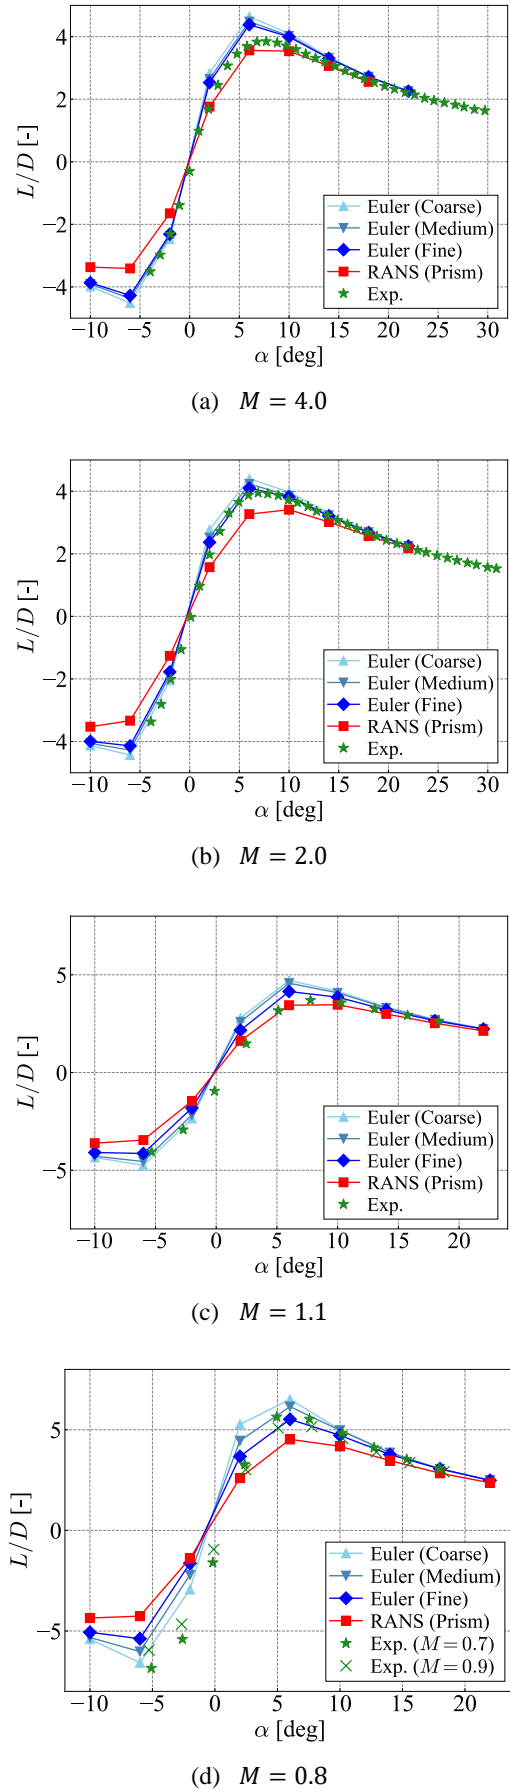 4
2
0
−2
−4
L/D [-]
Euler (Coarse)
Euler (Medium)
Euler (Fine)
RANS (Prism)
Exp.
−10 −5 0 5 10 15 20 25 30
α [deg]
(a) M = 4.0
4
2
0
−2
−4
L/D [-]
Euler (Coarse)
Euler (Medium)
Euler (Fine)
RANS (Prism)
Exp.
−10 −5 0 5 10 15 20 25 30
α [deg]
(b) M = 2.0
5
0
−5
L/D [-]
Euler (Coarse)
Euler (Medium)
Euler (Fine)
RANS (Prism)
Exp.
−10 −5 0 5 10 15 20
α [deg]
(c) M = 1.1
5
0
−5
L/D [-]
Euler (Coarse)
Euler (Medium)
Euler (Fine)
RANS (Prism)
Exp. (M = 0.7)
Exp. (M = 0.9)
−10 −5 0 5 10 15 20
α [deg]
(d) M = 0.8